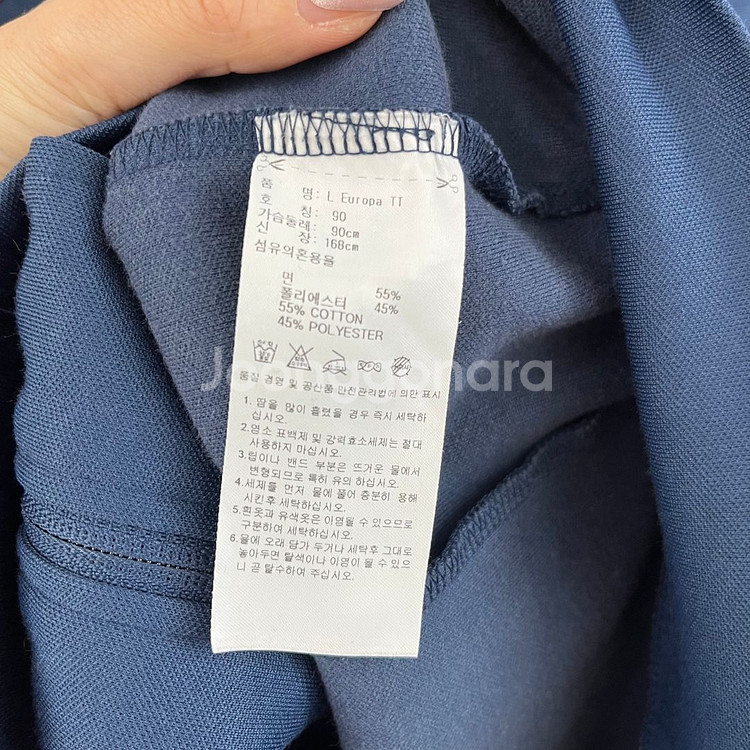 품 명: L Europa TT
호 칭: 90
가슴둘레: 90cm
신 장: 168cm
섬유의혼용율
면 55%
폴리에스터 45%
55% COTTON
45% POLYESTER
Joonggonara
품장 경영 및 공신품 안전관리법에 의한 표시
1. 땀을 많이 흘렸을 경우 즉시 세탁하
십시오.
2.염소 표백제 및 강력효소세제는 절대
사용하지 마십시오.
3.립이나 밴드 부분은 뜨거운 물에서
변형되므로 특히 유의 하십시오.
4.세제를 먼저 물에 풀어 충분히 용해
시킨후 세탁하십시오.
5.흰옷과 유색옷은 이염될 수 있으므로
구분하여 세탁하십시오.
6.물에 오래 담가 두거나 세탁후 그대로
놓아두면 탈색이나 이염이 될 수 있으
니 곧 탈수하여 주십시오.